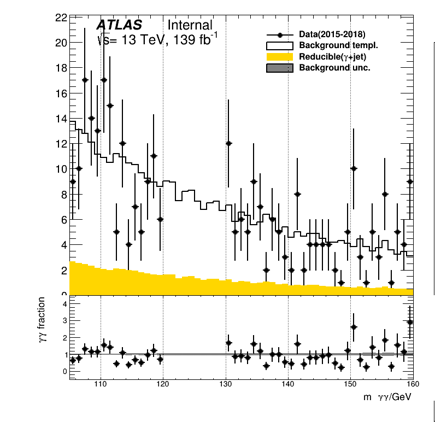 ATLAS Internal
√s= 13 TeV, 139 fb-1
Data(2015-2018)
Background templ.
Reducible(γ+jet)
Background unc.
22
20
18
16
14
12
10
8
6
4
2
0
γγ fraction
4
3
2
1
0
110 120 130 140 150 160
m γγ/GeV